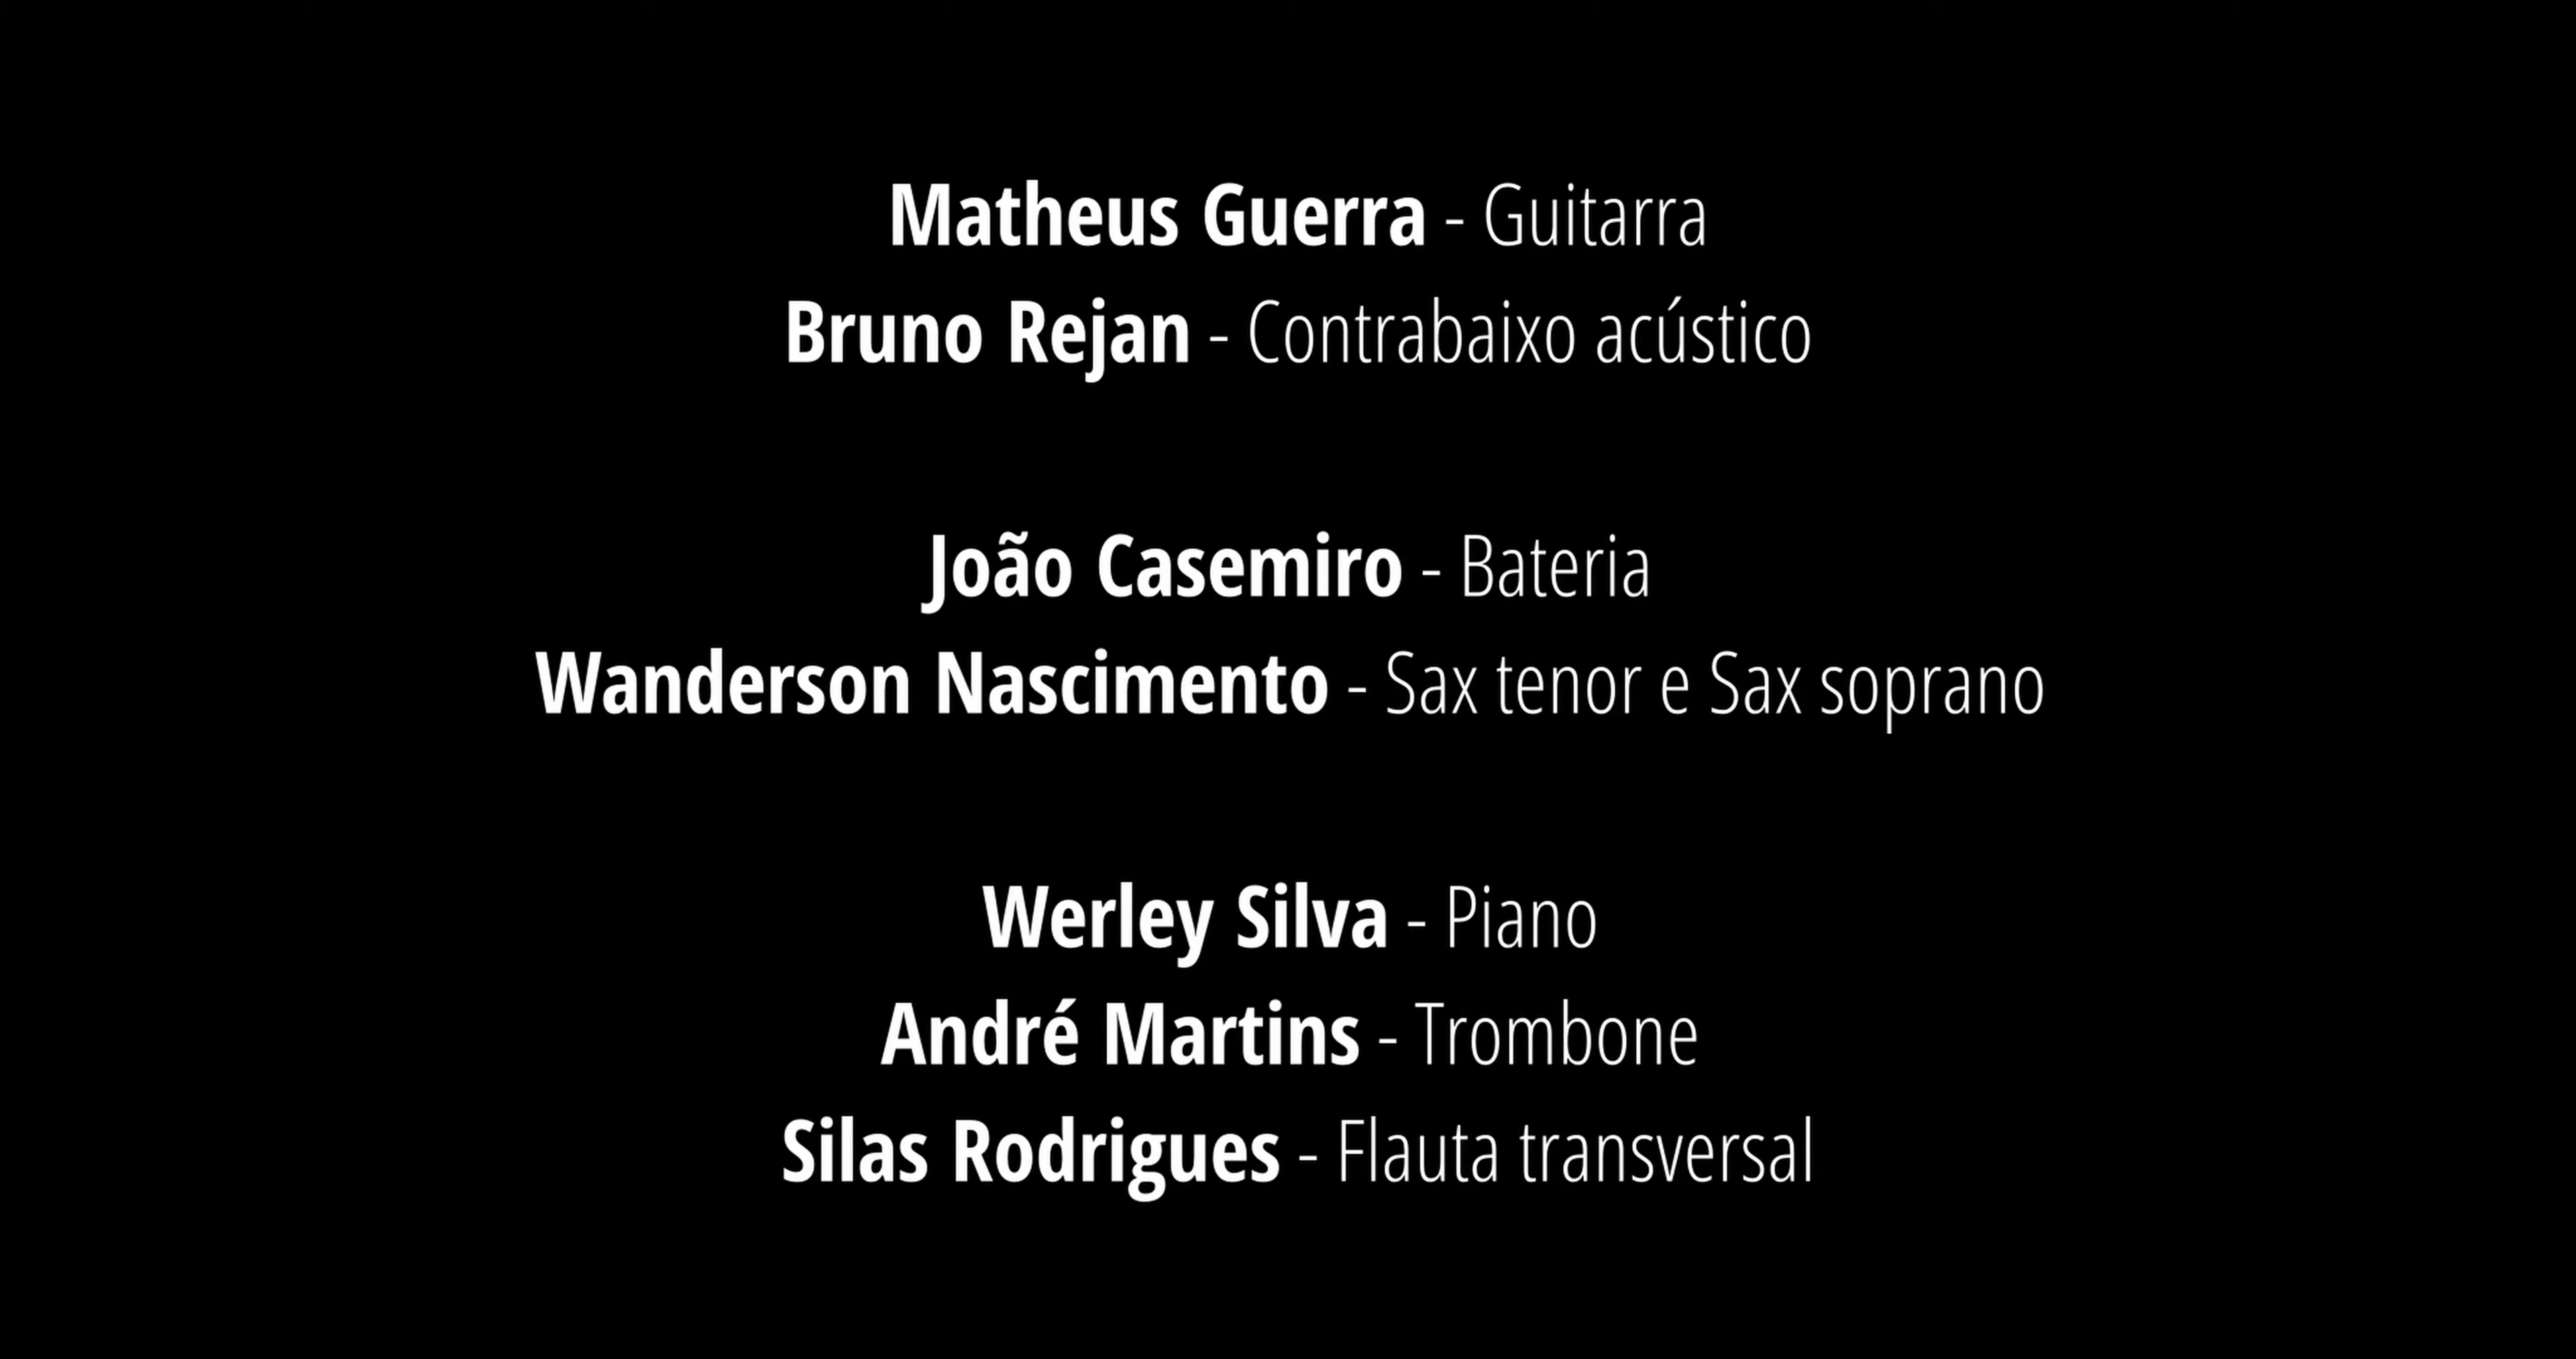 Matheus Guerra - Guitarra
Bruno Rejan - Contrabaixo acústico
João Casemiro - Bateria
Wanderson Nascimento - Sax tenor e Sax soprano
Werley Silva - Piano
André Martins - Trombone
Silas Rodrigues - Flauta transversal